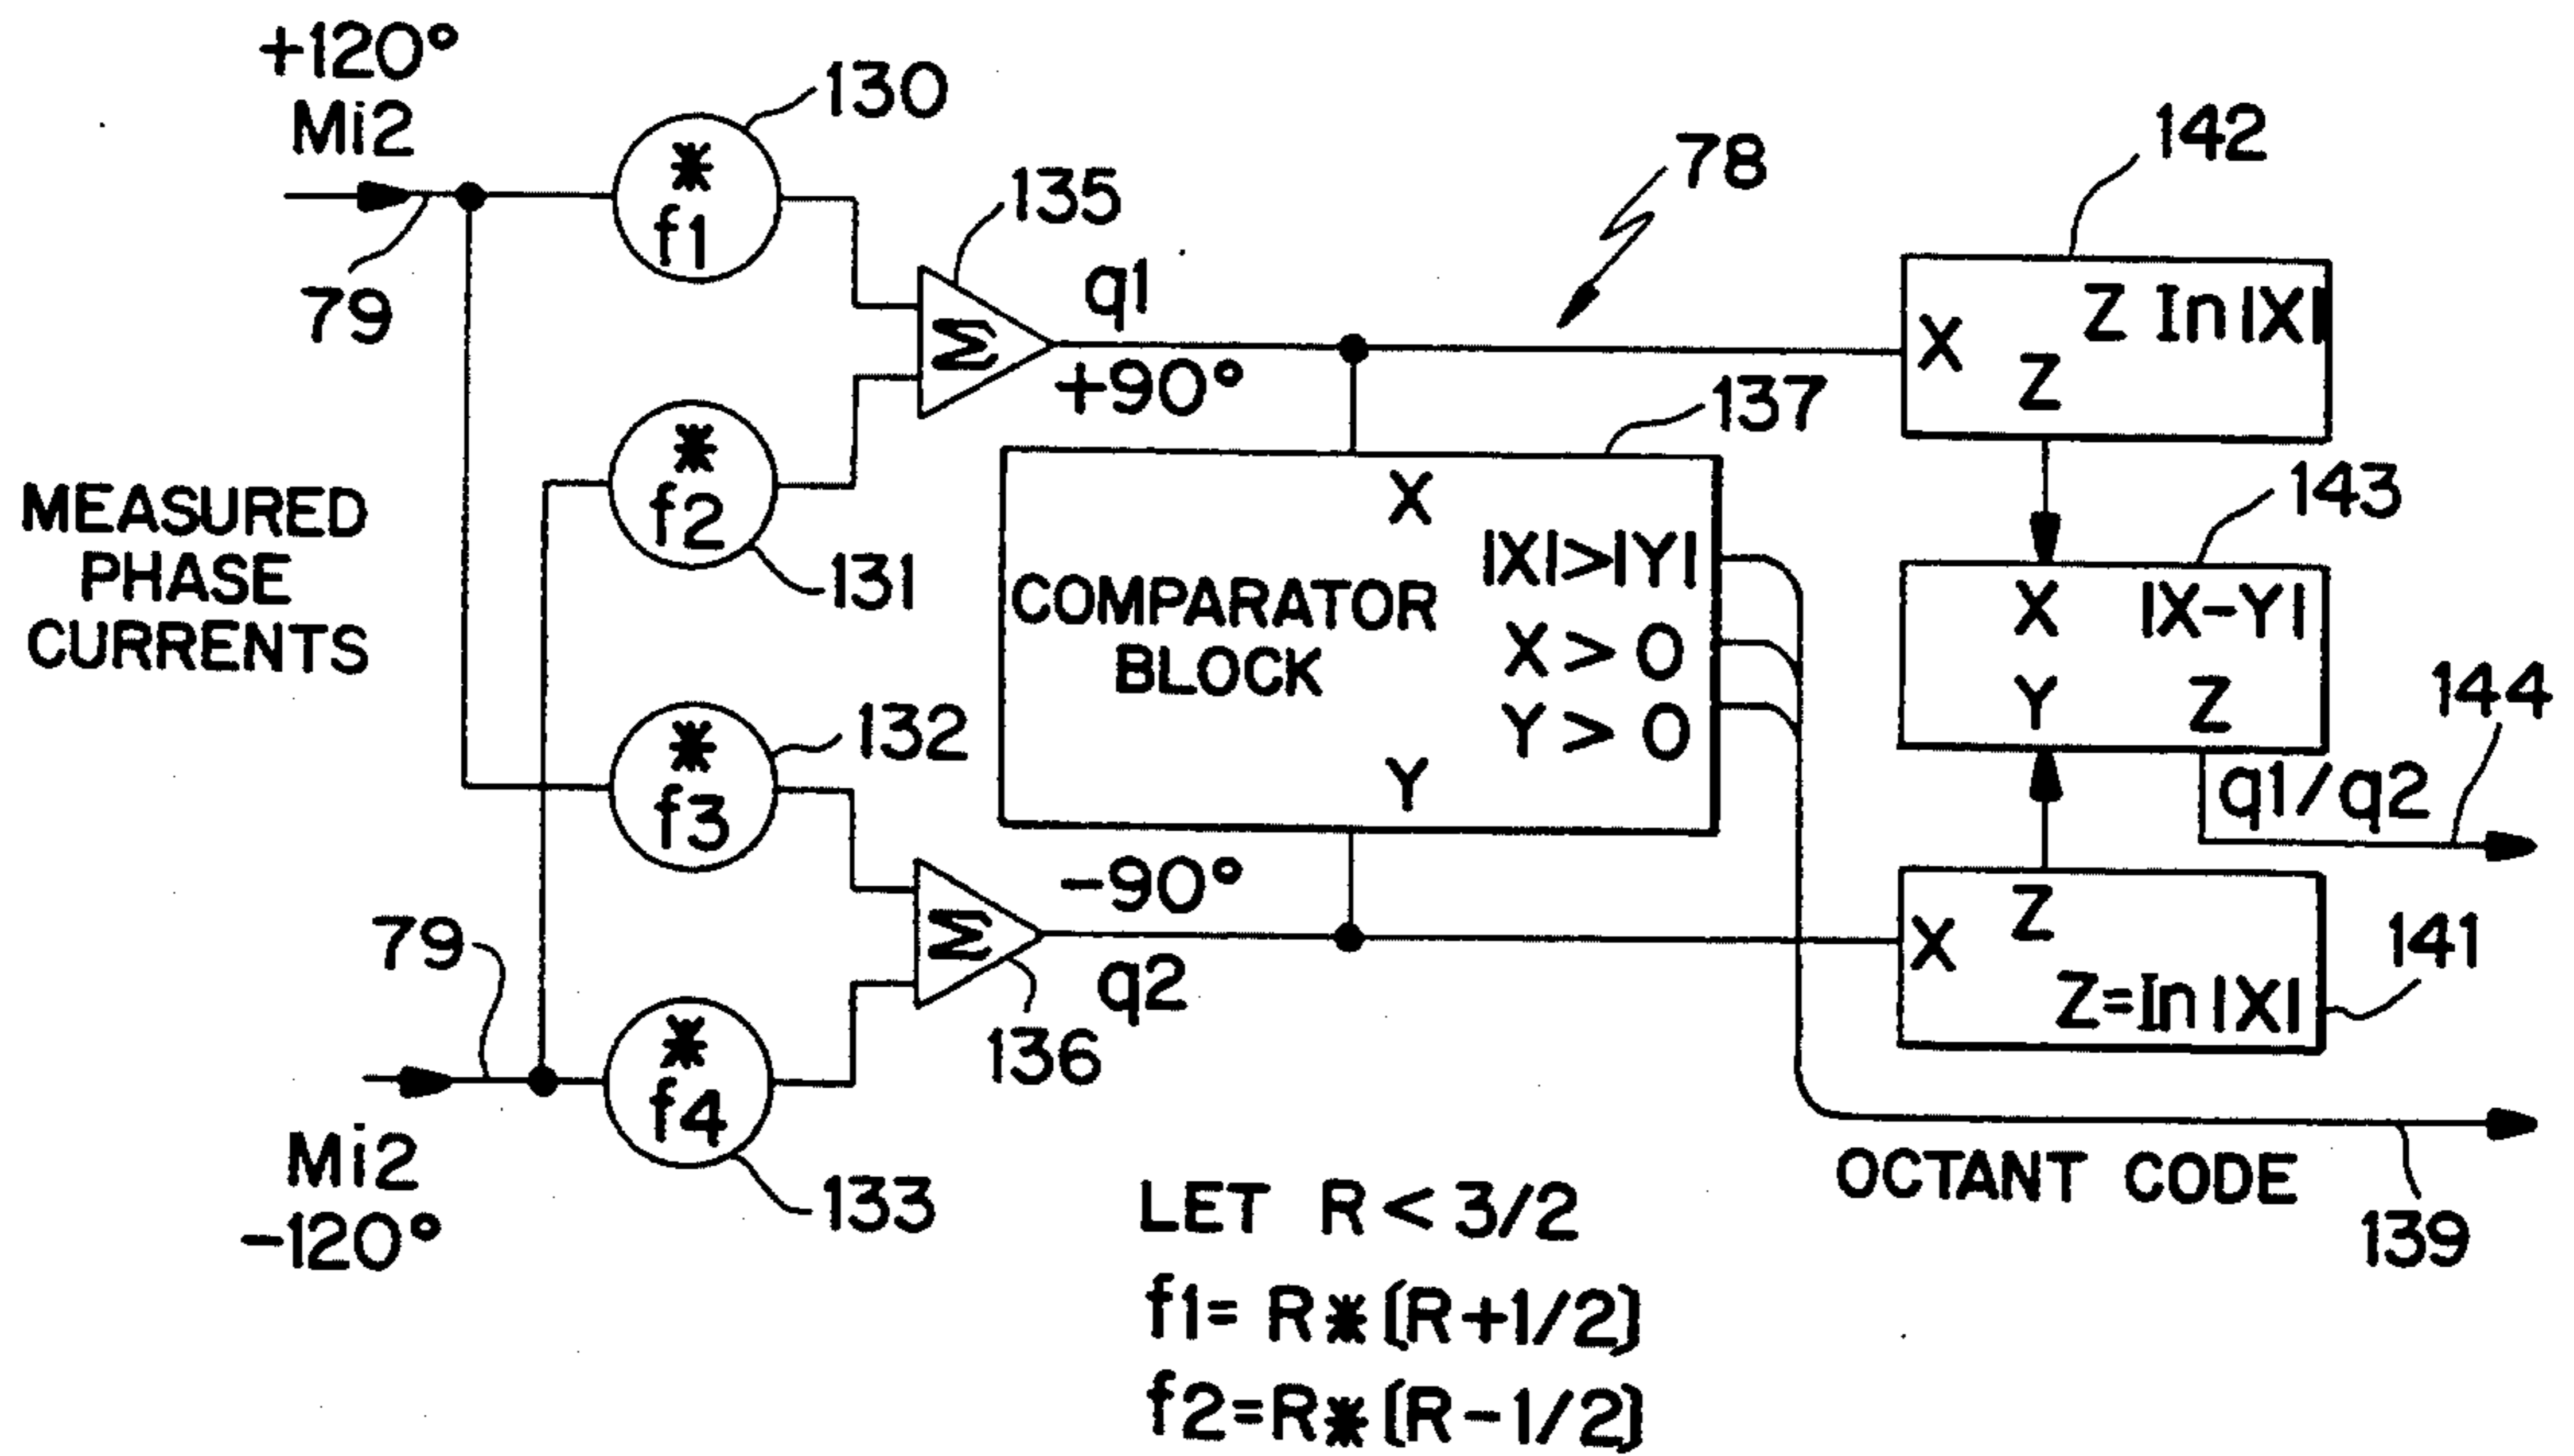 +120°
Mi2
79
*
f1
130
*
f2
131
MEASURED
PHASE
CURRENTS
*
f3
132
79
*
f4
133
Mi2
-120°
135
Σ
q1
+90°
78
137
X
COMPARATOR
BLOCK
|X|>|Y|
X > 0
Y > 0
Y
-90°
Σ
q2
136
142
X
Z
Z In |X|
143
X
|X-Y|
Y
Z
144
q1/q2
Z
X
Z=In |X|
141
OCTANT CODE
139
LET R < 3/2
f1= R*(R+1/2)
f2=R*(R-1/2)